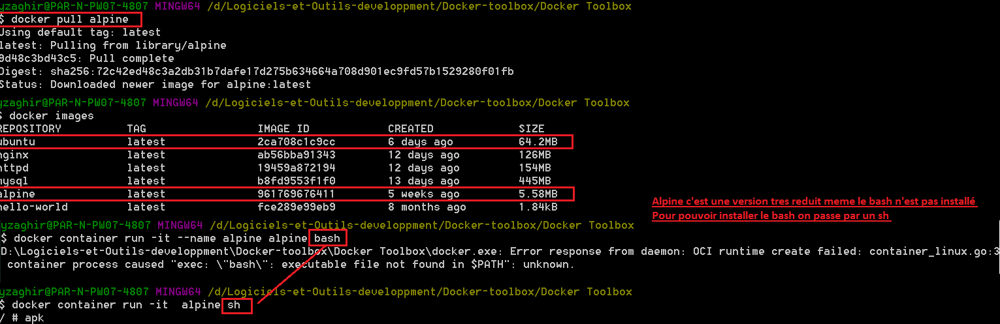 yzaghir@PAR-N-PW07-4807 MINGW64 /d/Logiciels-et-Outils-developpment/Docker-toolbox/Docker Toolbox
$ docker pull alpine
Using default tag: latest
latest: Pulling from library/alpine
9d48c3bd43c5: Pull complete
Digest: sha256:72c42ed48c3a2db31b7dafe17d275b634664a708d901ec9fd57b1529280f01fb
Status: Downloaded newer image for alpine:latest
yzaghir@PAR-N-PW07-4807 MINGW64 /d/Logiciels-et-Outils-developpment/Docker-toolbox/Docker Toolbox
$ docker images
REPOSITORY TAG IMAGE ID CREATED SIZE
ubuntu latest 2ca708c1c9cc 6 days ago 64.2MB
nginx latest ab56bba91343 12 days ago 126MB
httpd latest 19459a872194 12 days ago 154MB
mysql latest b8fd9553f1f0 13 days ago 445MB
alpine latest 961769676411 5 weeks ago 5.58MB
hello-world latest fce289e99eb9 8 months ago 1.84kB
Alpine c'est une version tres reduit meme le bash n'est pas installé
Pour pouvoir installer le bash on passe par un sh
yzaghir@PAR-N-PW07-4807 MINGW64 /d/Logiciels-et-Outils-developpment/Docker-toolbox/Docker Toolbox
$ docker container run -it --name alpine alpine bash
D:\Logiciels-et-Outils-developpment\Docker-toolbox\Docker Toolbox\docker.exe: Error response from daemon: OCI runtime create failed: container_linux.go:3
container process caused "exec: \"bash\": executable file not found in $PATH": unknown.
yzaghir@PAR-N-PW07-4807 MINGW64 /d/Logiciels-et-Outils-developpment/Docker-toolbox/Docker Toolbox
$ docker container run -it alpine sh
/ # apk